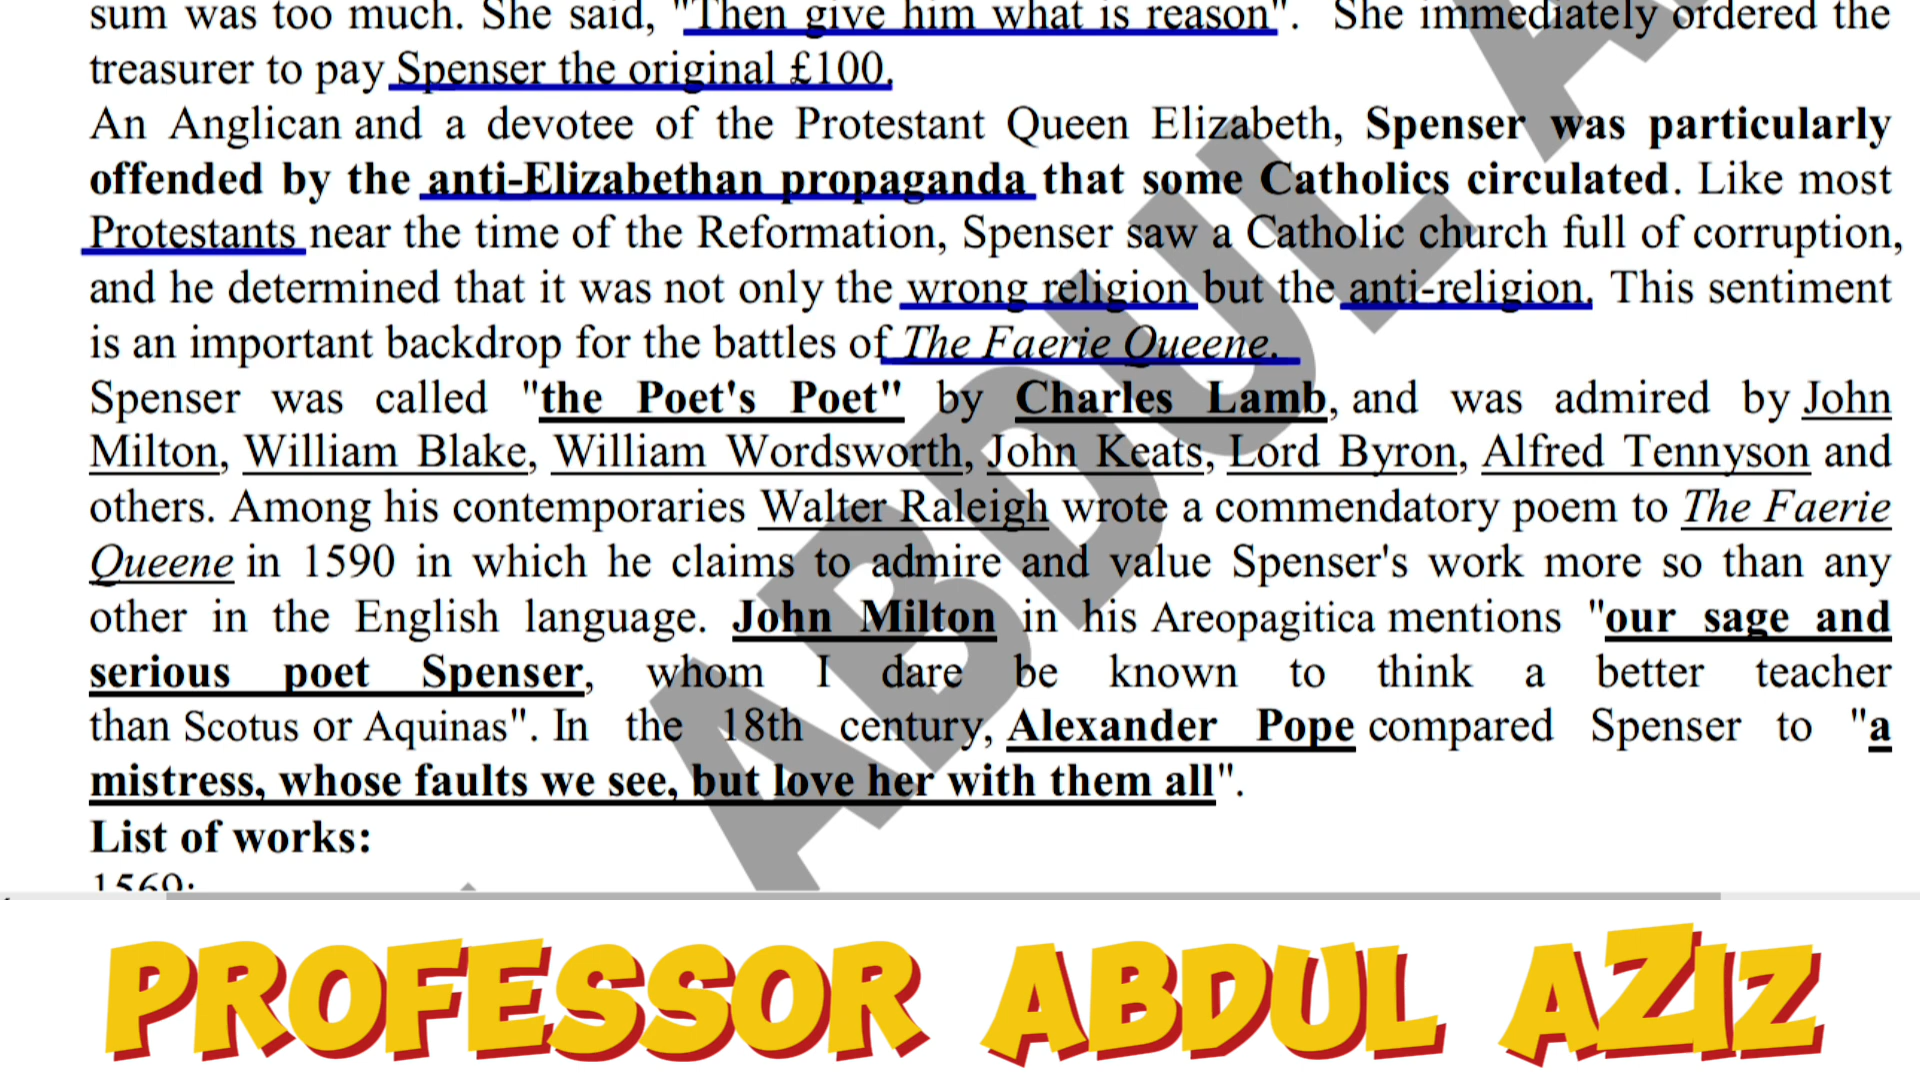 sum was too much. She said, "Then give him what is reason". She immediately ordered the
treasurer to pay Spenser the original £100.
An Anglican and a devotee of the Protestant Queen Elizabeth, Spenser was particularly
offended by the anti-Elizabethan propaganda that some Catholics circulated. Like most
Protestants near the time of the Reformation, Spenser saw a Catholic church full of corruption,
and he determined that it was not only the wrong religion but the anti-religion. This sentiment
is an important backdrop for the battles of The Faerie Queene.
Spenser was called "the Poet's Poet" by Charles Lamb, and was admired by John
Milton, William Blake, William Wordsworth, John Keats, Lord Byron, Alfred Tennyson and
others. Among his contemporaries Walter Raleigh wrote a commendatory poem to The Faerie
Queene in 1590 in which he claims to admire and value Spenser's work more so than any
other in the English language. John Milton in his Areopagitica mentions "our sage and
serious poet Spenser, whom I dare be known to think a better teacher
than Scotus or Aquinas". In the 18th century, Alexander Pope compared Spenser to "a
mistress, whose faults we see, but love her with them all".
List of works:
1569:
ABDUL A
PROFESSOR ABDUL AZIZ